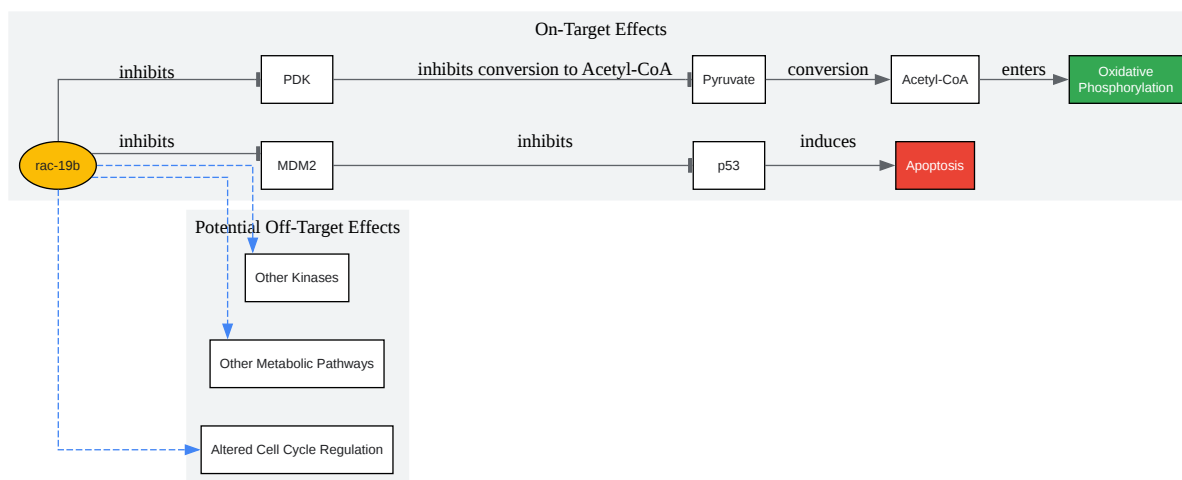 On-Target Effects
inhibits
PDK
inhibits conversion to Acetyl-CoA
Pyruvate
conversion
Acetyl-CoA
enters
Oxidative
Phosphorylation
rac-19b
inhibits
MDM2
inhibits
p53
induces
Apoptosis
Potential Off-Target Effects
Other Kinases
Other Metabolic Pathways
Altered Cell Cycle Regulation